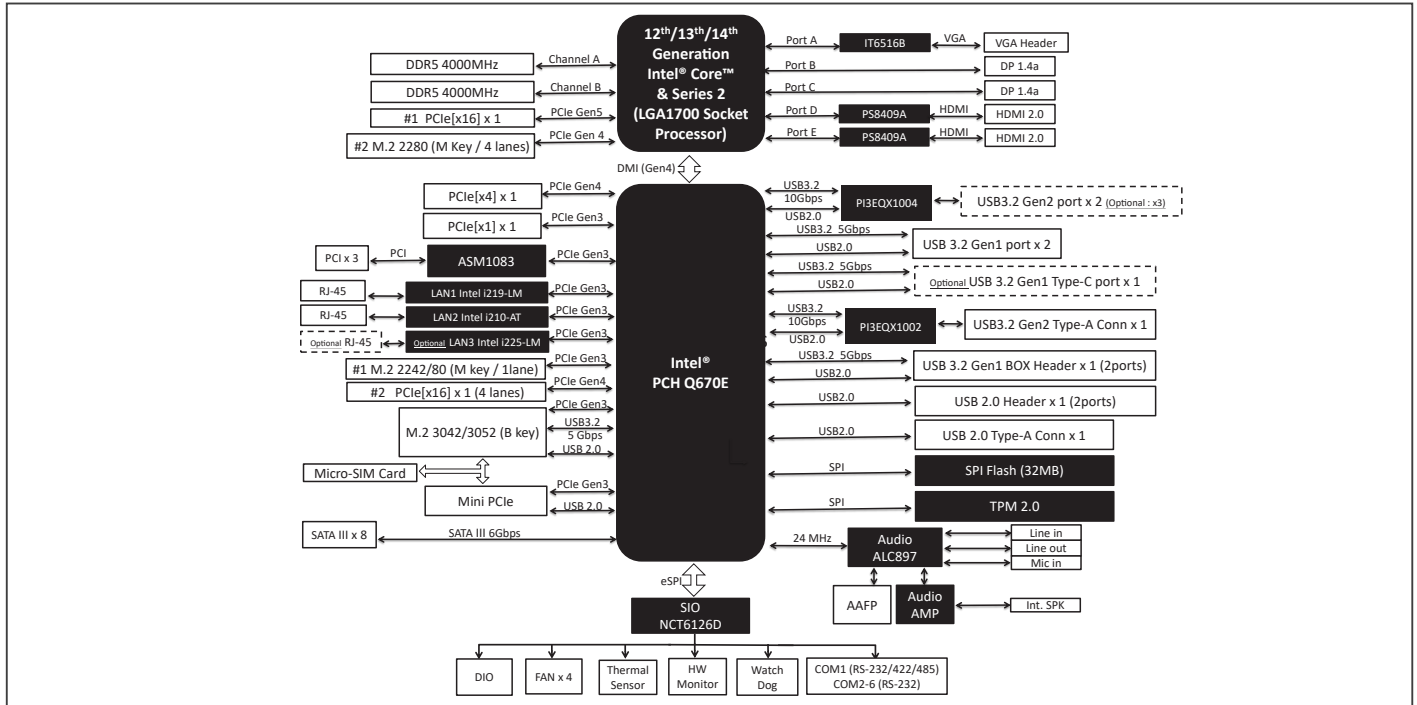 12th/13th/14th
Generation
Intel® Core™
& Series 2
(LGA1700 Socket
Processor)
DDR5 4000MHz
Channel A
DDR5 4000MHz
Channel B
#1 PCIe[x16] x 1
PCIe Gen5
#2 M.2 2280 (M Key / 4 lanes)
PCIe Gen 4
Port A
IT6516B
VGA
VGA Header
Port B
DP 1.4a
Port C
DP 1.4a
Port D
PS8409A
HDMI
HDMI 2.0
Port E
PS8409A
HDMI
HDMI 2.0
DMI (Gen4)
Intel®
PCH Q670E
PCIe[x4] x 1
PCIe Gen4
PCIe[x1] x 1
PCIe Gen3
PCI x 3
PCI
ASM1083
PCIe Gen3
RJ-45
LAN1 Intel i219-LM
PCIe Gen3
RJ-45
LAN2 Intel i210-AT
PCIe Gen3
Optional RJ-45
Optional LAN3 Intel i225-LM
PCIe Gen3
#1 M.2 2242/80 (M key / 1lane)
PCIe Gen3
#2 PCIe[x16] x 1 (4 lanes)
PCIe Gen4
M.2 3042/3052 (B key)
PCIe Gen3
USB3.2
5 Gbps
USB 2.0
Micro-SIM Card
Mini PCIe
PCIe Gen3
USB 2.0
SATA III x 8
SATA III 6Gbps
USB3.2
10Gbps
USB2.0
PI3EQX1004
USB3.2 Gen2 port x 2 (Optional : x3)
USB3.2 5Gbps
USB2.0
USB 3.2 Gen1 port x 2
USB3.2 5Gbps
USB2.0
Optional USB 3.2 Gen1 Type-C port x 1
USB3.2
10Gbps
USB2.0
PI3EQX1002
USB3.2 Gen2 Type-A Conn x 1
USB3.2 5Gbps
USB2.0
USB 3.2 Gen1 BOX Header x 1 (2ports)
USB2.0
USB 2.0 Header x 1 (2ports)
USB2.0
USB 2.0 Type-A Conn x 1
SPI
SPI Flash (32MB)
SPI
TPM 2.0
24 MHz
Audio
ALC897
Line in
Line out
Mic in
AAFP
Audio
AMP
Int. SPK
eSPI
SIO
NCT6126D
DIO
FAN x 4
Thermal
Sensor
HW
Monitor
Watch
Dog
COM1 (RS-232/422/485)
COM2-6 (RS-232)